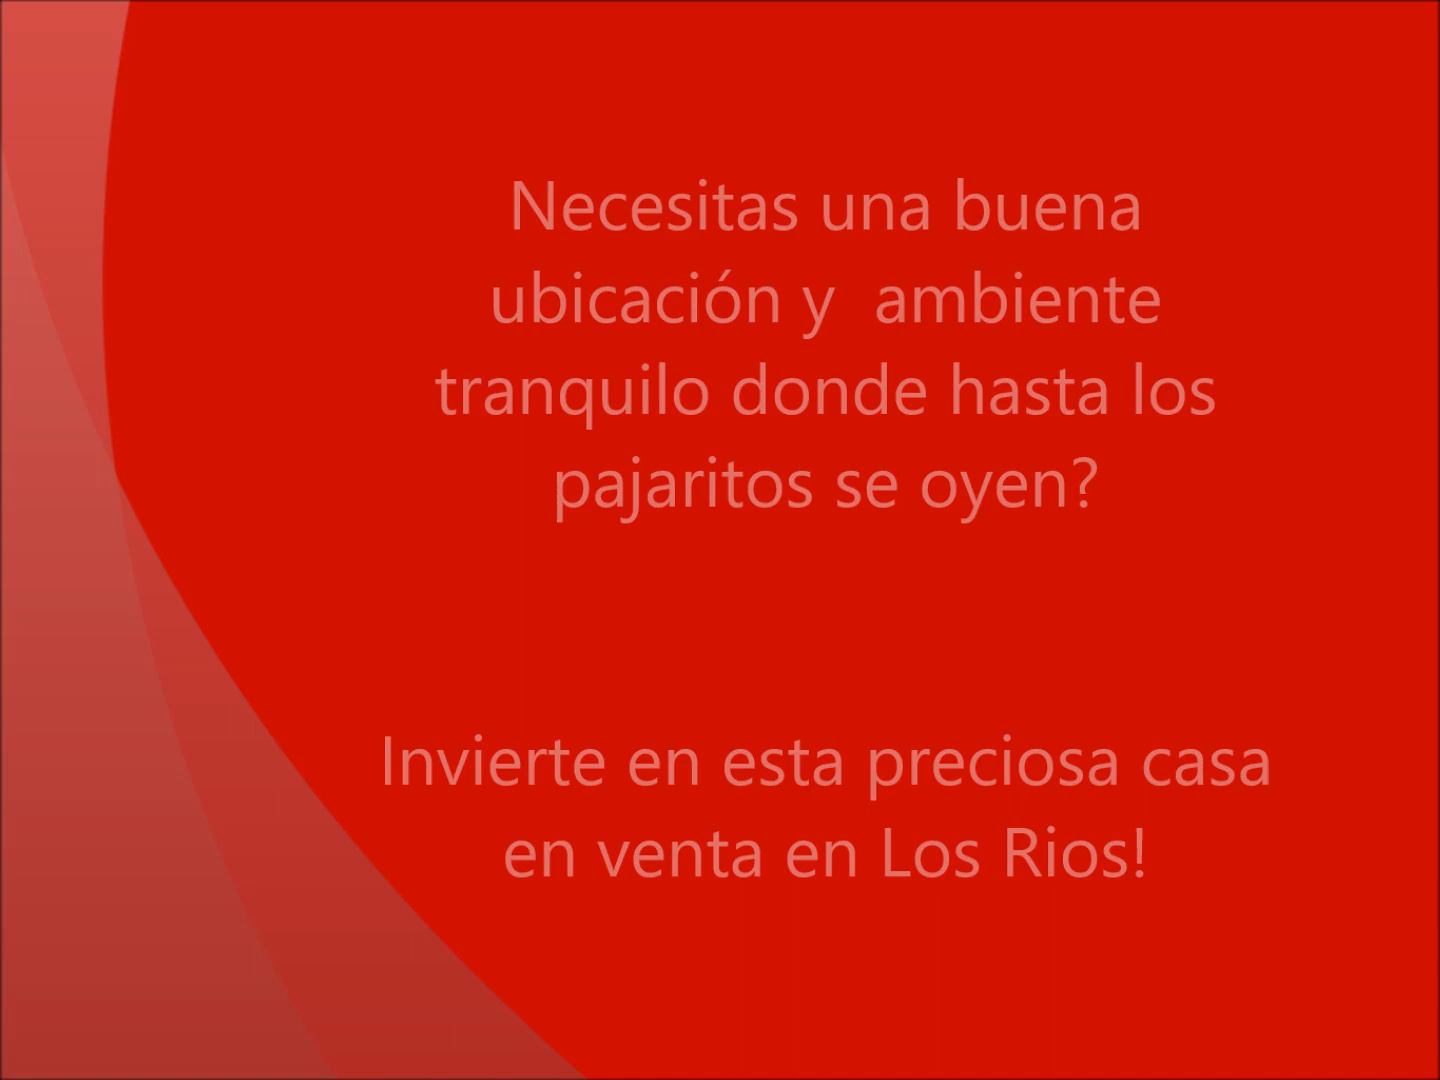 Necesitas una buena
ubicación y  ambiente
tranquilo donde hasta los
pajaritos se oyen?
Invierte en esta preciosa casa
en venta en Los Rios!